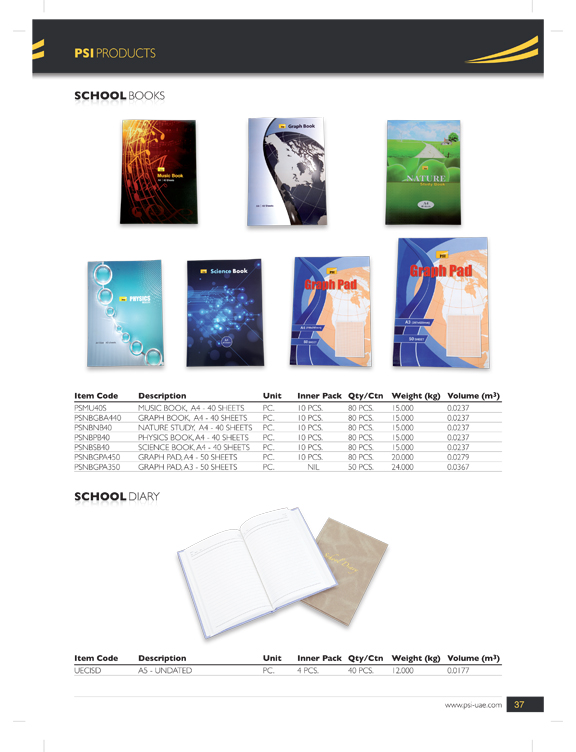 PSI PRODUCTS
SCHOOL BOOKS
Music Book
Graph Book
NATURE
Study Book
A4
PHYSICS
Science Book
PSI
Graph Pad
PSI
Graph Pad
A3
50 SHEET
Item Code Description Unit Inner Pack Qty/Ctn Weight (kg) Volume (m³)
PSMU40S MUSIC BOOK, A4 - 40 SHEETS PC. 10 PCS. 80 PCS. 15.000 0.0237
PSNBGBA440 GRAPH BOOK, A4 - 40 SHEETS PC. 10 PCS. 80 PCS. 15.000 0.0237
PSNBN840 NATURE STUDY, A4 - 40 SHEETS PC. 10 PCS. 80 PCS. 15.000 0.0237
PSNBP840 PHYSICS BOOK, A4 - 40 SHEETS PC. 10 PCS. 80 PCS. 15.000 0.0237
PSNBS840 SCIENCE BOOK, A4 - 40 SHEETS PC. 10 PCS. 80 PCS. 15.000 0.0237
PSNBGPA450 GRAPH PAD, A4 - 50 SHEETS PC. 10 PCS. 80 PCS. 20.000 0.0279
PSNBGPA350 GRAPH PAD, A3 - 50 SHEETS PC. NIL 50 PCS. 24.000 0.0367
SCHOOL DIARY
Item Code Description Unit Inner Pack Qty/Ctn Weight (kg) Volume (m³)
UECISD A5 - UNDATED PC. 4 PCS. 40 PCS. 12.000 0.0177
www.psi-uae.com 37